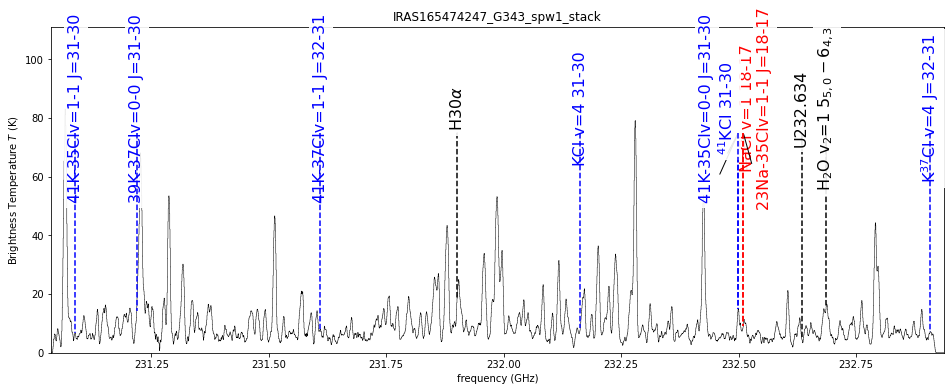 IRAS165474247_G343_spw1_stack
Brightness Temperature T (K)
100
80
60
40
20
0
41K-35Clv=1-1 J=31-30
39K-37Clv=0-0 J=31-30
41K-37Clv=1-1 J=32-31
H30α
KCl v=4 31-30
41K-35Clv=0-0 J=31-30
⁴¹KCl 31-30
NaCl v=1 18-17
23Na-35Clv=1-1 J=18-17
U232.634
H₂O v₂=1 5₅,₀ − 6₄,₃
K³⁷Cl v=4 J=32-31
231.25
231.50
231.75
232.00
232.25
232.50
232.75
frequency (GHz)